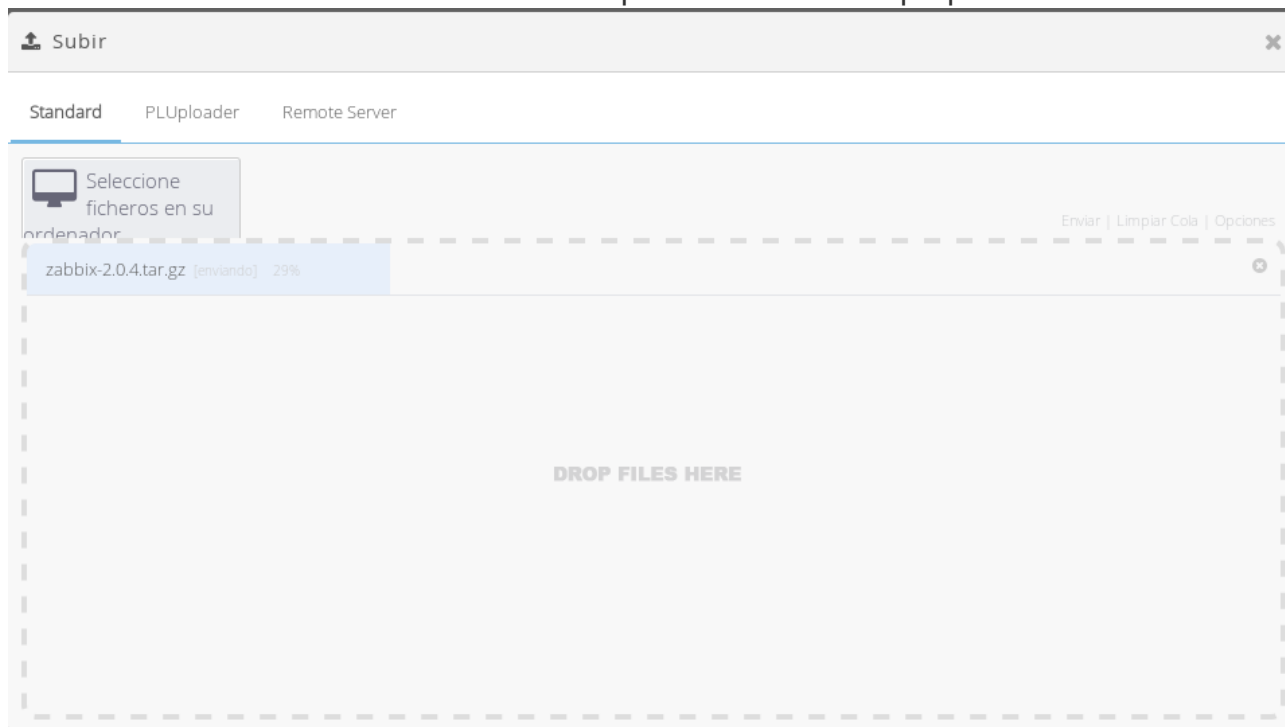 Subir
Standard PLUploader Remote Server
Seleccione
ficheros en su
ordenador
Enviar | Limpiar Cola | Opciones
zabbix-2.0.4.tar.gz [enviando] 29%
DROP FILES HERE